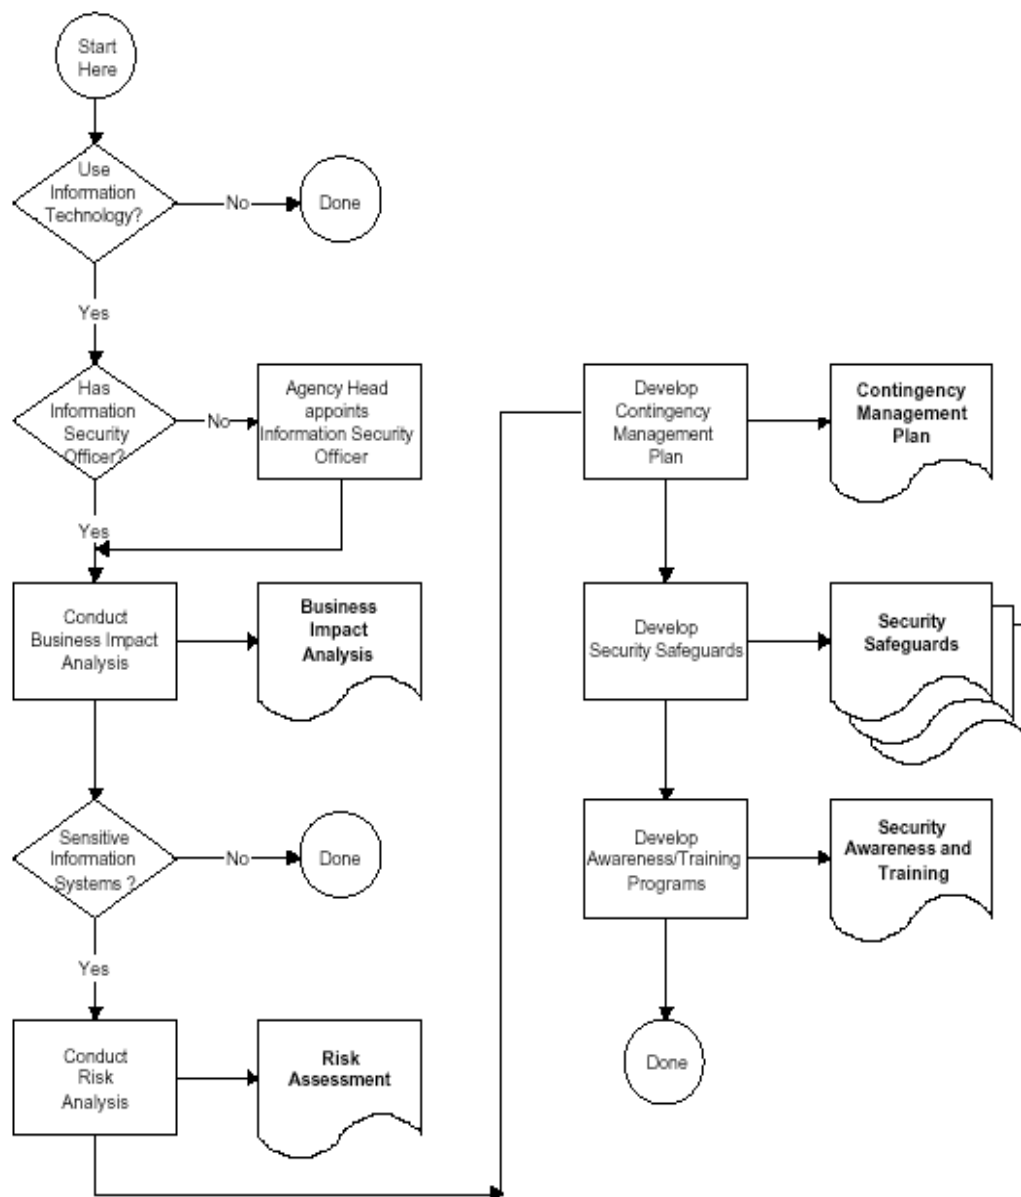 Start
Here
Use
Information
Technology?
No
Done
Yes
Has
Information
Security
Officer?
No
Agency Head
appoints
Information Security
Officer
Yes
Conduct
Business Impact
Analysis
Business
Impact
Analysis
Sensitive
Information
Systems ?
No
Done
Yes
Conduct
Risk
Analysis
Risk
Assessment
Develop
Contingency
Management
Plan
Contingency
Management
Plan
Develop
Security Safeguards
Security
Safeguards
Develop
Awareness/Training
Programs
Security
Awareness and
Training
Done